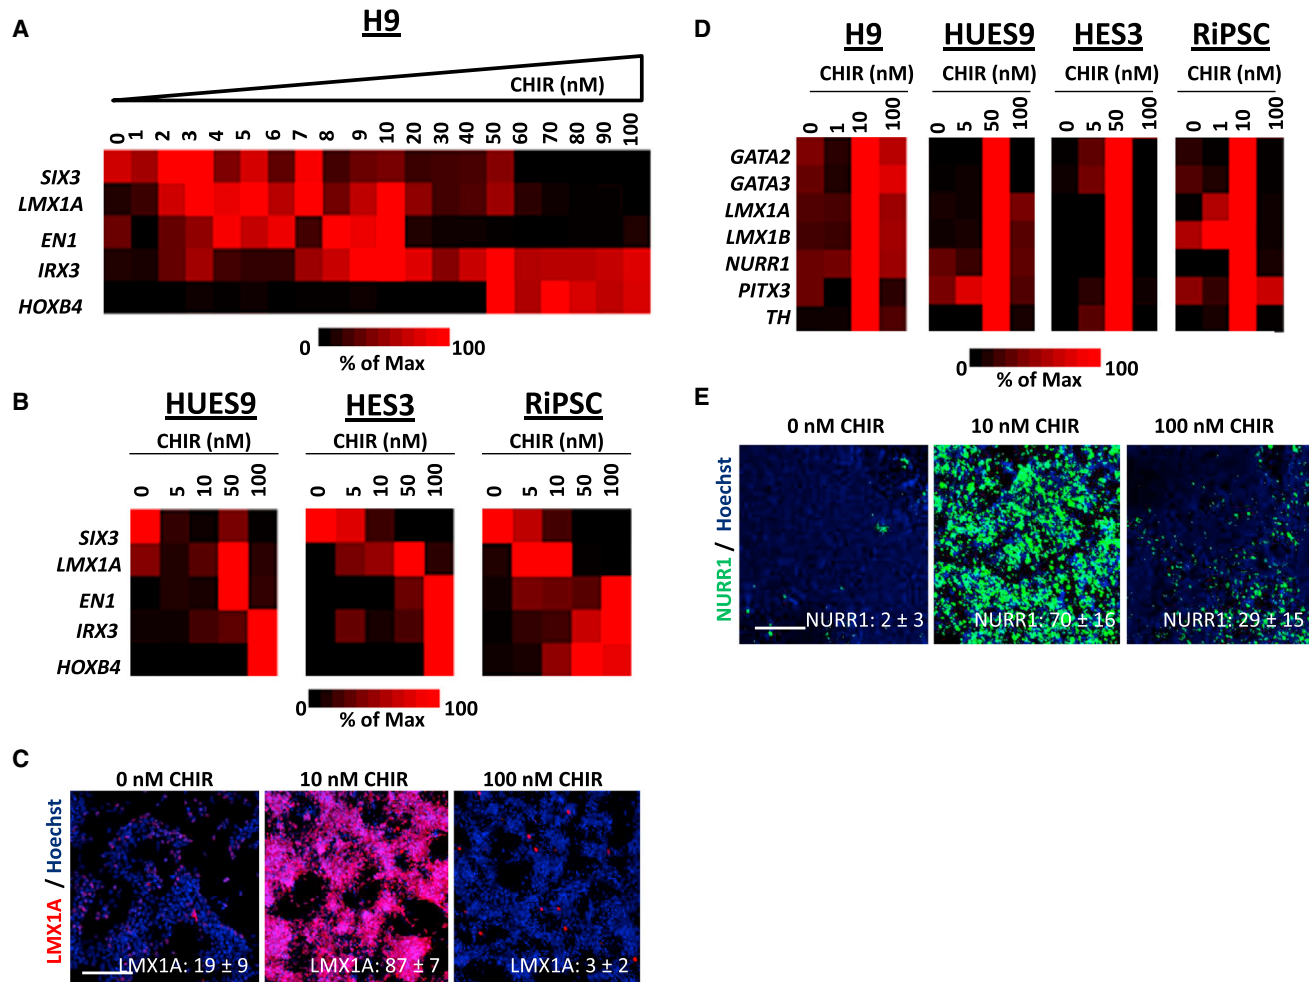 A
H9
CHIR (nM)
0 1 2 3 4 5 6 7 8 9 10 20 30 40 50 60 70 80 90 100
SIX3
LMX1A
EN1
IRX3
HOXB4
0 100
% of Max
B
HUES9 HES3 RiPSC
CHIR (nM) CHIR (nM) CHIR (nM)
0 5 10 50 100 0 5 10 50 100 0 5 10 50 100
SIX3
LMX1A
EN1
IRX3
HOXB4
0 100
% of Max
C
0 nM CHIR 10 nM CHIR 100 nM CHIR
LMX1A / Hoechst
LMX1A: 19 ± 9 LMX1A: 87 ± 7 LMX1A: 3 ± 2
D
H9 HUES9 HES3 RiPSC
CHIR (nM) CHIR (nM) CHIR (nM) CHIR (nM)
0 1 10 100 0 5 50 100 0 5 50 100 0 1 10 100
GATA2
GATA3
LMX1A
LMX1B
NURR1
PITX3
TH
0 100
% of Max
E
0 nM CHIR 10 nM CHIR 100 nM CHIR
NURR1 / Hoechst
NURR1: 2 ± 3 NURR1: 70 ± 16 NURR1: 29 ± 15